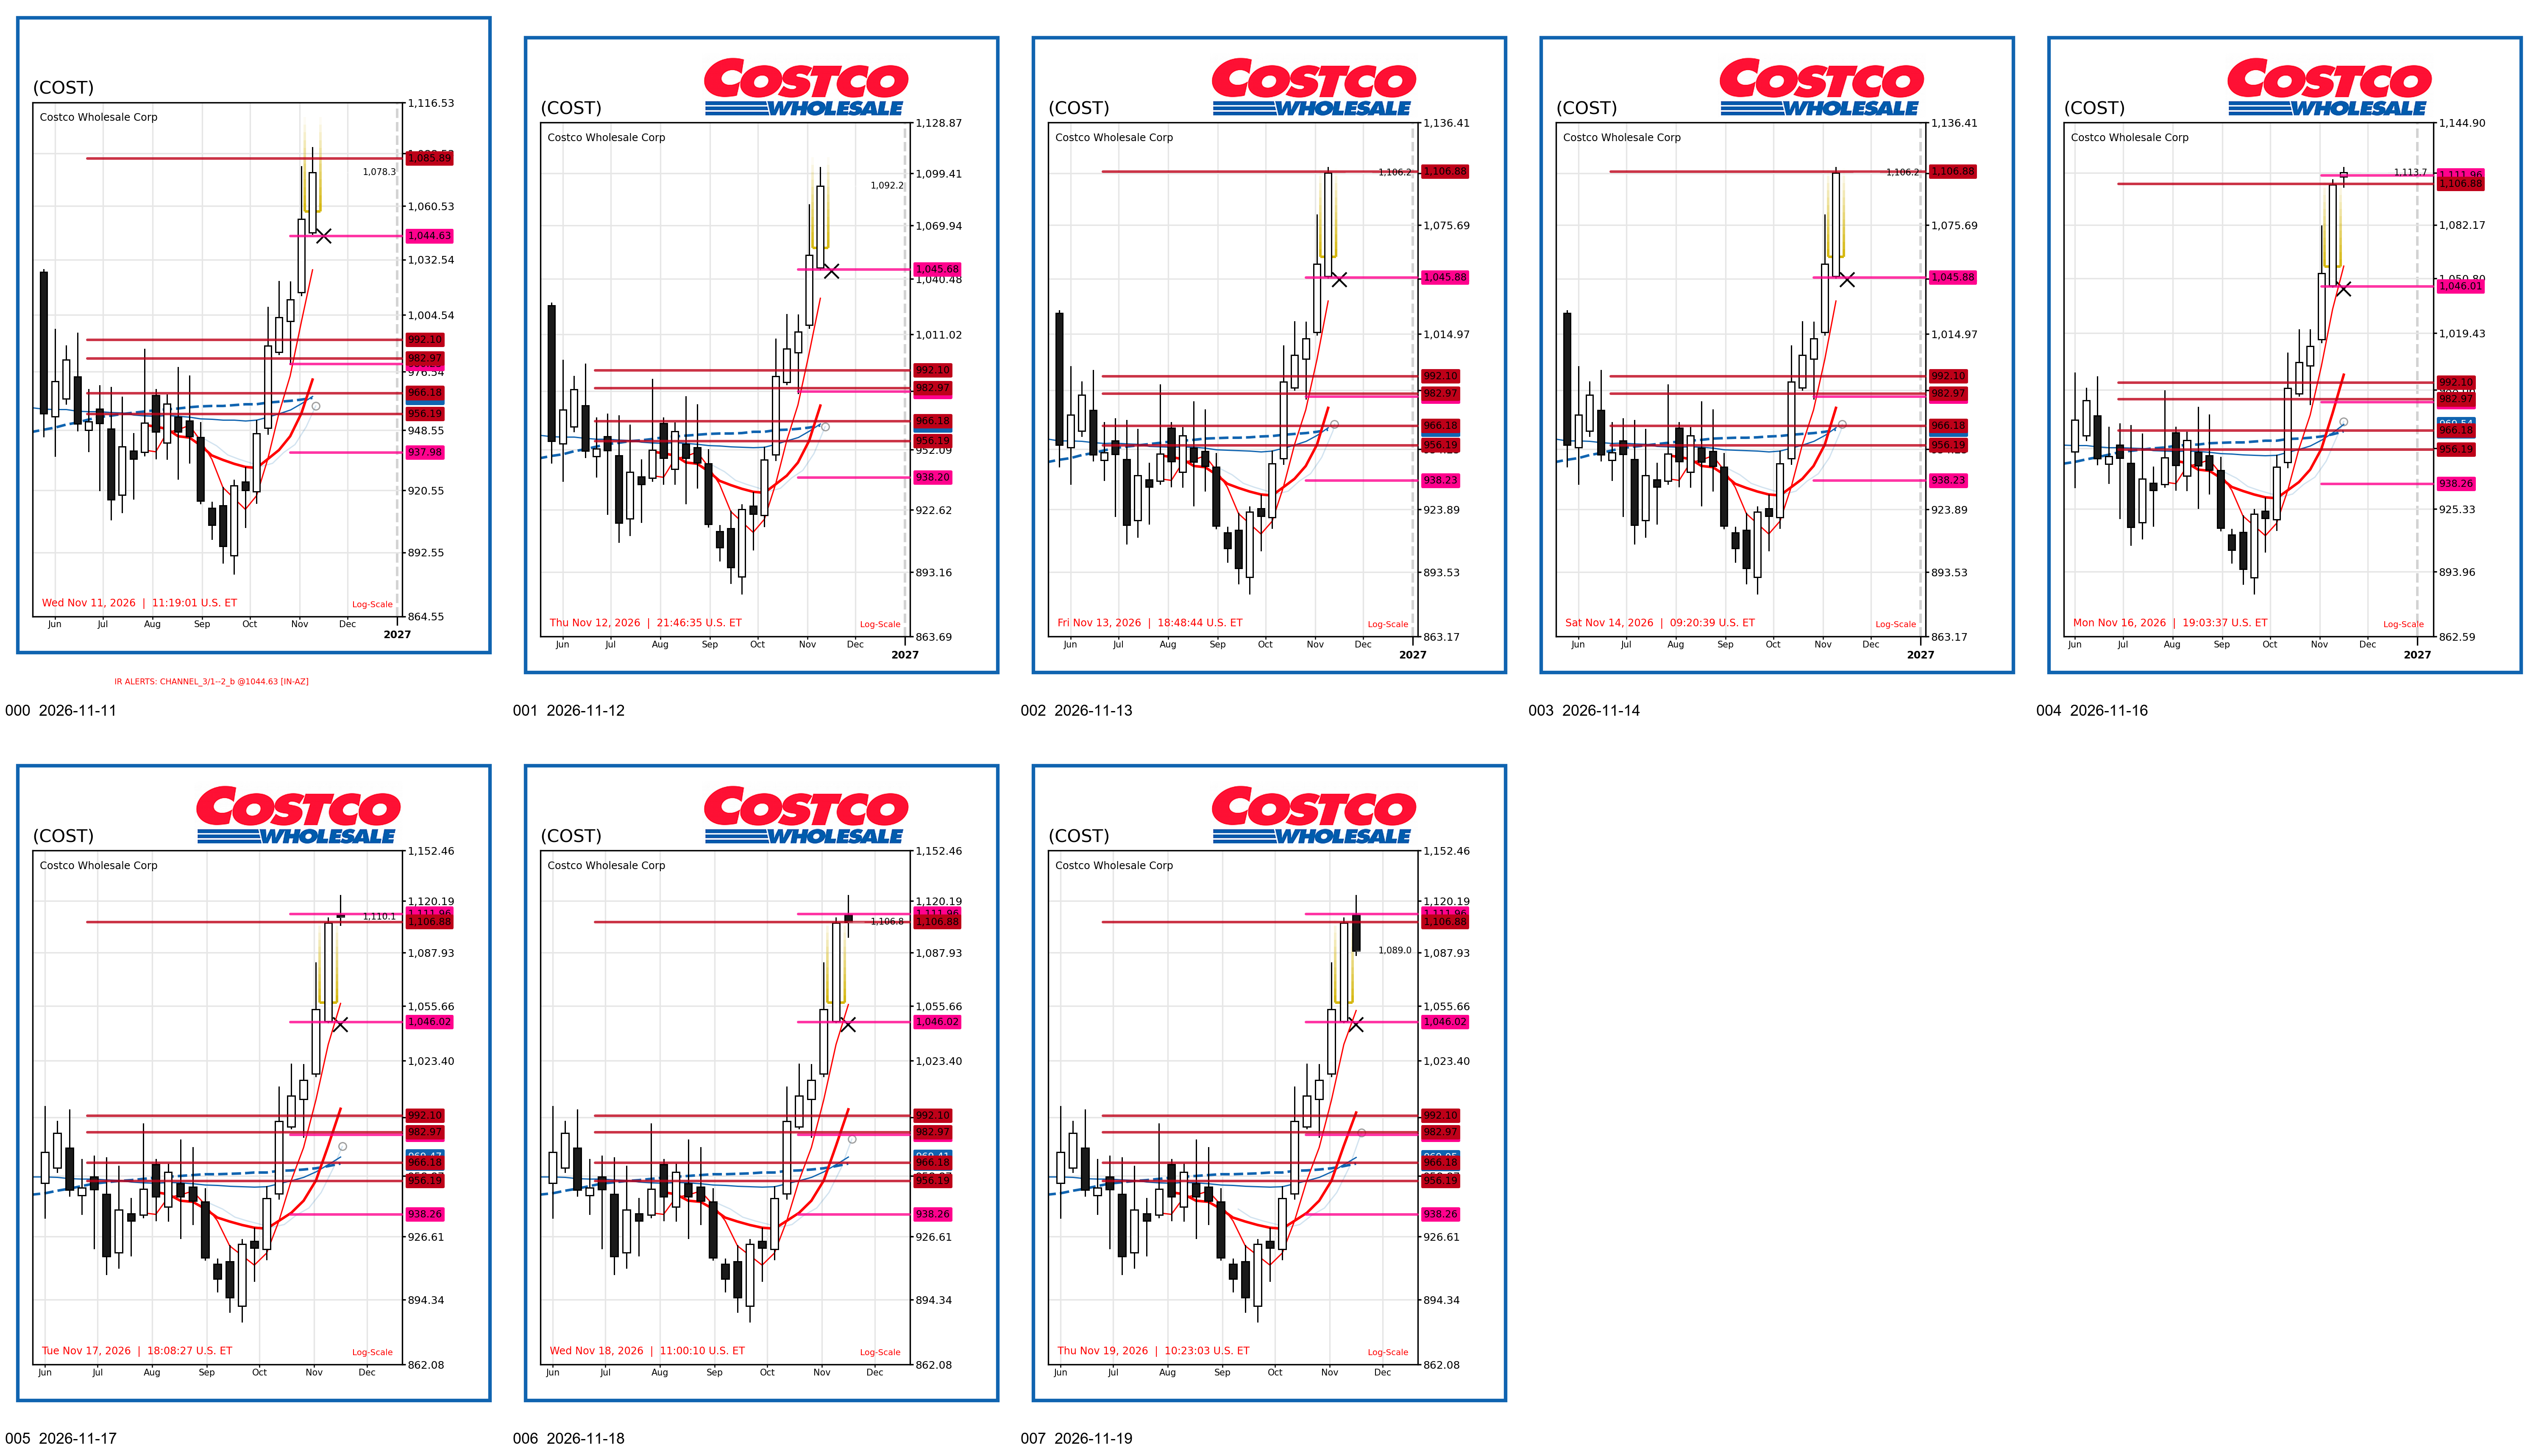 (COST)
Costco Wholesale Corp
1,116.53
1,085.89
1,078.3
1,060.53
1,044.63
1,032.54
1,004.54
992.10
982.97
976.54
966.18
956.19
948.55
937.98
920.55
892.55
864.55
Wed Nov 11, 2026 | 11:19:01 U.S. ET
Log-Scale
Jun Jul Aug Sep Oct Nov Dec
2027
IR ALERTS: CHANNEL_3/1--2_b @1044.63 [IN-AZ]
000 2026-11-11
COSTCO
WHOLESALE
(COST)
Costco Wholesale Corp
1,128.87
1,099.41
1,092.2
1,069.94
1,045.68
1,040.48
1,011.02
992.10
982.97
966.18
956.19
952.09
938.20
922.62
893.16
863.69
Thu Nov 12, 2026 | 21:46:35 U.S. ET
Log-Scale
Jun Jul Aug Sep Oct Nov Dec
2027
001 2026-11-12
COSTCO
WHOLESALE
(COST)
Costco Wholesale Corp
1,136.41
1,106.2
1,106.88
1,075.69
1,045.88
1,014.97
992.10
982.97
966.18
956.19
938.23
923.89
893.53
863.17
Fri Nov 13, 2026 | 18:48:44 U.S. ET
Log-Scale
Jun Jul Aug Sep Oct Nov Dec
2027
002 2026-11-13
COSTCO
WHOLESALE
(COST)
Costco Wholesale Corp
1,136.41
1,106.2
1,106.88
1,075.69
1,045.88
1,014.97
992.10
982.97
966.18
956.19
938.23
923.89
893.53
863.17
Sat Nov 14, 2026 | 09:20:39 U.S. ET
Log-Scale
Jun Jul Aug Sep Oct Nov Dec
2027
003 2026-11-14
COSTCO
WHOLESALE
(COST)
Costco Wholesale Corp
1,144.90
1,113.7
1,111.96
1,106.88
1,082.17
1,050.80
1,046.01
1,019.43
992.10
982.97
966.18
956.19
938.26
925.33
893.96
862.59
Mon Nov 16, 2026 | 19:03:37 U.S. ET
Log-Scale
Jun Jul Aug Sep Oct Nov Dec
2027
004 2026-11-16
COSTCO
WHOLESALE
(COST)
Costco Wholesale Corp
1,152.46
1,120.19
1,111.96
1,110.1
1,106.88
1,087.93
1,055.66
1,046.02
1,023.40
992.10
982.97
966.18
956.19
938.26
926.61
894.34
862.08
Tue Nov 17, 2026 | 18:08:27 U.S. ET
Log-Scale
Jun Jul Aug Sep Oct Nov Dec
005 2026-11-17
COSTCO
WHOLESALE
(COST)
Costco Wholesale Corp
1,152.46
1,120.19
1,111.96
1,106.8
1,106.88
1,087.93
1,055.66
1,046.02
1,023.40
992.10
982.97
966.18
956.19
938.26
926.61
894.34
862.08
Wed Nov 18, 2026 | 11:00:10 U.S. ET
Log-Scale
Jun Jul Aug Sep Oct Nov Dec
006 2026-11-18
COSTCO
WHOLESALE
(COST)
Costco Wholesale Corp
1,152.46
1,120.19
1,111.96
1,106.88
1,089.0
1,087.93
1,055.66
1,046.02
1,023.40
992.10
982.97
966.18
956.19
938.26
926.61
894.34
862.08
Thu Nov 19, 2026 | 10:23:03 U.S. ET
Log-Scale
Jun Jul Aug Sep Oct Nov Dec
007 2026-11-19